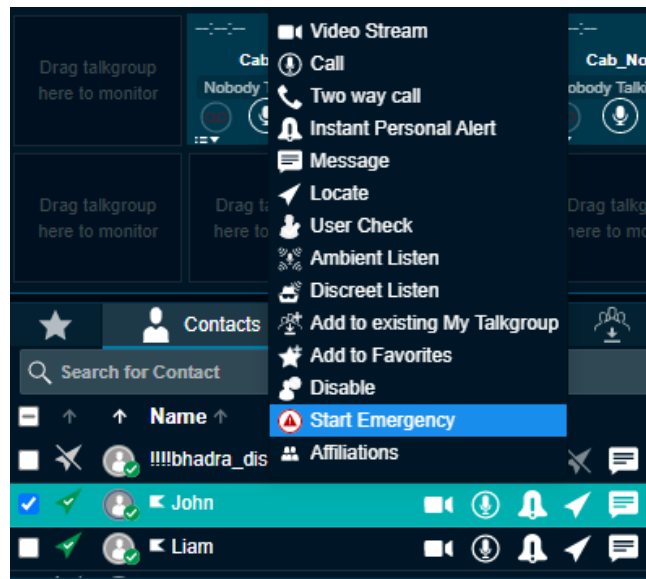 --:--:--
Cab
Nobody T
--:--
Cab_No
obody Talki
Drag talkgroup
here to monitor
Drag talkgroup
here to monitor
Drag ta
here to
Drag talkg
here to mo
Video Stream
Call
Two way call
Instant Personal Alert
Message
Locate
User Check
Ambient Listen
Discreet Listen
Add to existing My Talkgroup
Add to Favorites
Disable
Start Emergency
Affiliations
Contacts
Search for Contact
Name
!!!!bhadra_dis
John
Liam